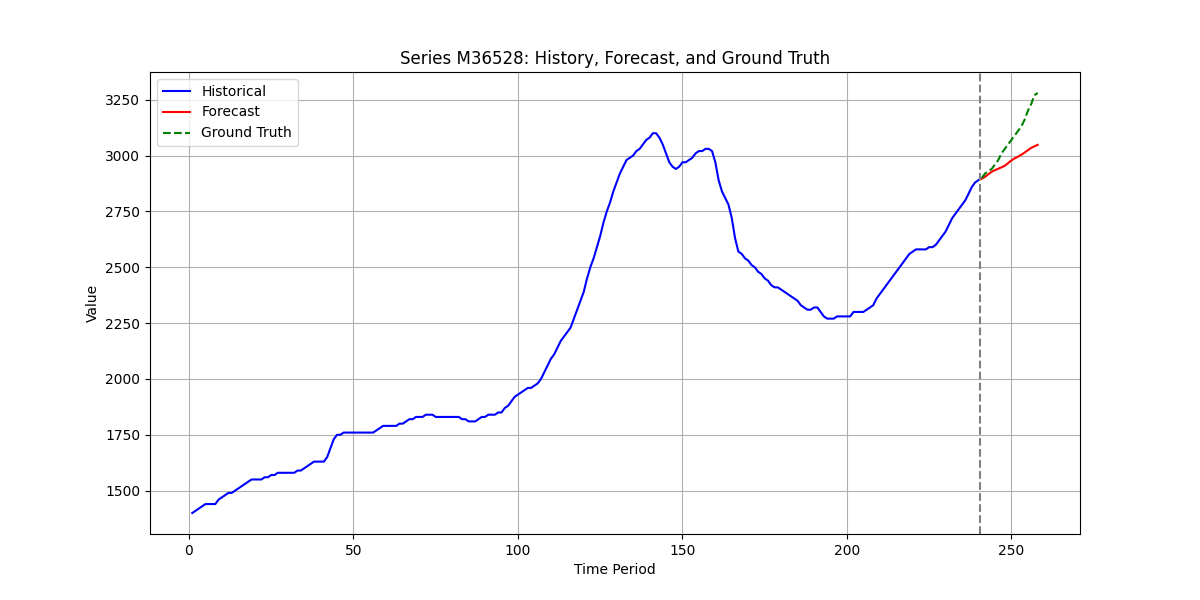 Series M36528: History, Forecast, and Ground Truth
Historical
Forecast
Ground Truth
3250
3000
2750
2500
2250
2000
1750
1500
Value
0 50 100 150 200 250
Time Period